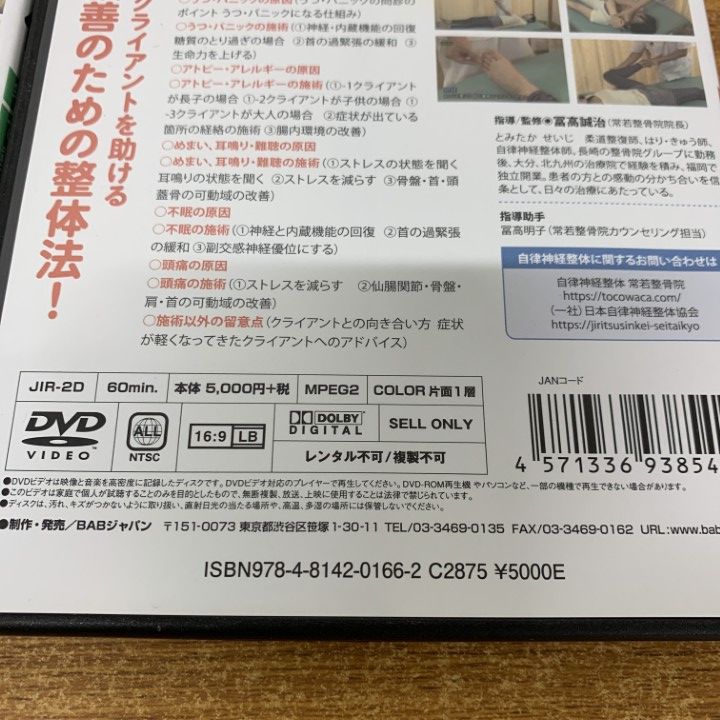 クライアントを助ける
善のための整体法！
ポイント うつ・パニックになる仕組み）
○うつ・パニックの施術（①神経・内臓機能の回復
糖質のとり過ぎの場合 ②首の過緊張の緩和 ③
生命力を上げる）
○アトピー・アレルギーの原因
○アトピー・アレルギーの施術（①-1クライアント
が長子の場合 ①-2クライアントが子供の場合 ①
-3クライアントが大人の場合 ②症状が出ている
箇所の経絡の施術 ③腸内環境の改善）
○めまい、耳鳴り・難聴の原因
○めまい、耳鳴り・難聴の施術（①ストレスの状態を聞く
耳鳴りの状態を聞く ②ストレスを減らす ③骨盤・首・頭
蓋骨の可動域の改善）
○不眠の原因
○不眠の施術（①神経と内臓機能の回復 ②首の過緊張
の緩和 ③副交感神経優位にする）
○頭痛の原因
○頭痛の施術（①ストレスを減らす ②仙腸関節・骨盤・
肩・首の可動域の改善）
○施術以外の留意点（クライアントとの向き合い方 症状
が軽くなってきたクライアントへのアドバイス）
指導／監修◉冨高誠治（常若整骨院院長）
とみたか せいじ 柔道整復師、はり・きゅう師、
自律神経整体師。長崎の整骨院グループに勤務
後、大分、北九州の治療院で経験を積み、福岡で
独立開業。患者の方との感動の分かち合いを信
条として、日々の治療にあたっている。
指導助手
冨高明子（常若整骨院カウンセリング担当）
自律神経整体に関するお問い合わせは
自律神経整体 常若整骨院
https://tocowaca.com/
（一社）日本自律神経整体協会
https://jiritsusinkei-seitaikyo
JIR-2D 60min. 本体 5,000円+税 MPEG2 COLOR 片面1層
DVD VIDEO ALL NTSC 16:9 LB DOLBY DIGITAL SELL ONLY
レンタル不可／複製不可
JANコード
4 571336 93854
●DVDビデオは映像と音楽を高密度に記録したディスクです。DVDビデオ対応のプレイヤーで再生してください。DVD-ROM再生機やパソコンなど、一部の機種で再生できない場合があります。
●このビデオは家庭で個人が試聴することのみを目的としたもので、無断複製、放送、上映に使用することは法律で禁じられています。
●ディスクは、汚れ、キズがつかないように取り扱い、直射日光の当たる場所や、高温、多湿の場所には保管しないでください。
●制作・発売／BABジャパン 〒151-0073 東京都渋谷区笹塚1-30-11 TEL/03-3469-0135 FAX/03-3469-0162 URL:www.bab
ISBN978-4-8142-0166-2 C2875 ¥5000E